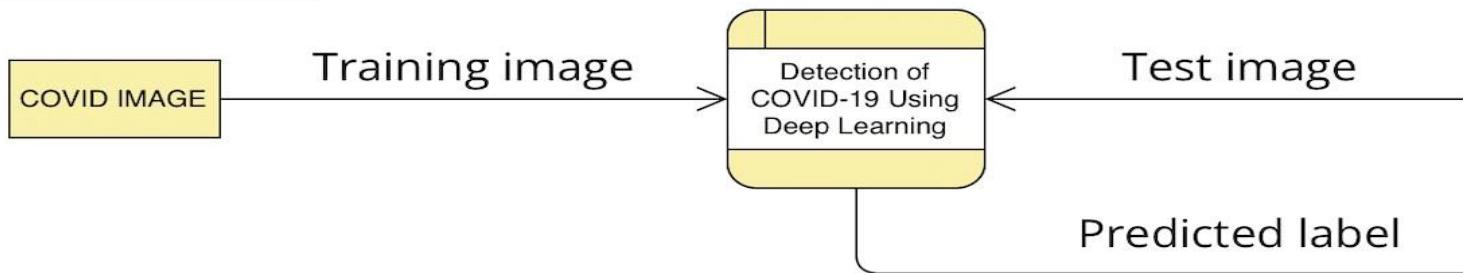 COVID IMAGE
Training image
Detection of
COVID-19 Using
Deep Learning
Test image
Predicted label